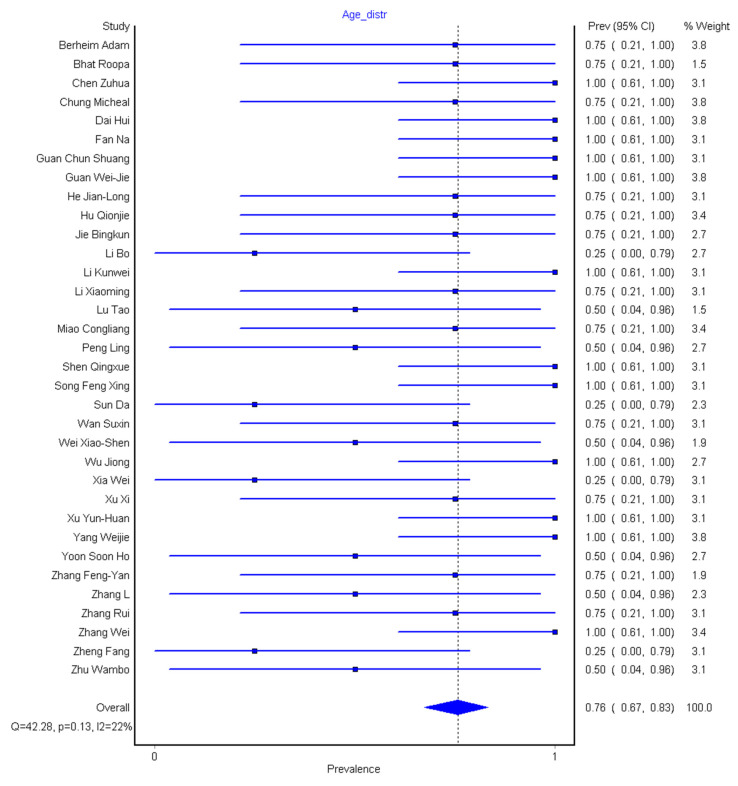 Age_distr
Study Prev (95% CI) % Weight
Berheim Adam 0.75 ( 0.21, 1.00) 3.8
Bhat Roopa 0.75 ( 0.21, 1.00) 1.5
Chen Zuhua 1.00 ( 0.61, 1.00) 3.1
Chung Micheal 0.75 ( 0.21, 1.00) 3.8
Dai Hui 1.00 ( 0.61, 1.00) 3.8
Fan Na 1.00 ( 0.61, 1.00) 3.1
Guan Chun Shuang 1.00 ( 0.61, 1.00) 3.1
Guan Wei-Jie 1.00 ( 0.61, 1.00) 3.8
He Jian-Long 0.75 ( 0.21, 1.00) 3.1
Hu Qionjie 0.75 ( 0.21, 1.00) 3.4
Jie Bingkun 0.75 ( 0.21, 1.00) 2.7
Li Bo 0.25 ( 0.00, 0.79) 2.7
Li Kunwei 1.00 ( 0.61, 1.00) 3.1
Li Xiaoming 0.75 ( 0.21, 1.00) 3.1
Lu Tao 0.50 ( 0.04, 0.96) 1.5
Miao Congliang 0.75 ( 0.21, 1.00) 3.4
Peng Ling 0.50 ( 0.04, 0.96) 2.7
Shen Qingxue 1.00 ( 0.61, 1.00) 3.1
Song Feng Xing 1.00 ( 0.61, 1.00) 3.1
Sun Da 0.25 ( 0.00, 0.79) 2.3
Wan Suxin 0.75 ( 0.21, 1.00) 3.1
Wei Xiao-Shen 0.50 ( 0.04, 0.96) 1.9
Wu Jiong 1.00 ( 0.61, 1.00) 2.7
Xia Wei 0.25 ( 0.00, 0.79) 3.1
Xu Xi 0.75 ( 0.21, 1.00) 3.1
Xu Yun-Huan 1.00 ( 0.61, 1.00) 3.1
Yang Weijie 1.00 ( 0.61, 1.00) 3.8
Yoon Soon Ho 0.50 ( 0.04, 0.96) 2.7
Zhang Feng-Yan 0.75 ( 0.21, 1.00) 1.9
Zhang L 0.50 ( 0.04, 0.96) 2.3
Zhang Rui 0.75 ( 0.21, 1.00) 3.1
Zhang Wei 1.00 ( 0.61, 1.00) 3.4
Zheng Fang 0.25 ( 0.00, 0.79) 3.1
Zhu Wambo 0.50 ( 0.04, 0.96) 3.1
Overall 0.76 ( 0.67, 0.83) 100.0
Q=42.28, p=0.13, I2=22%
0 1
Prevalence